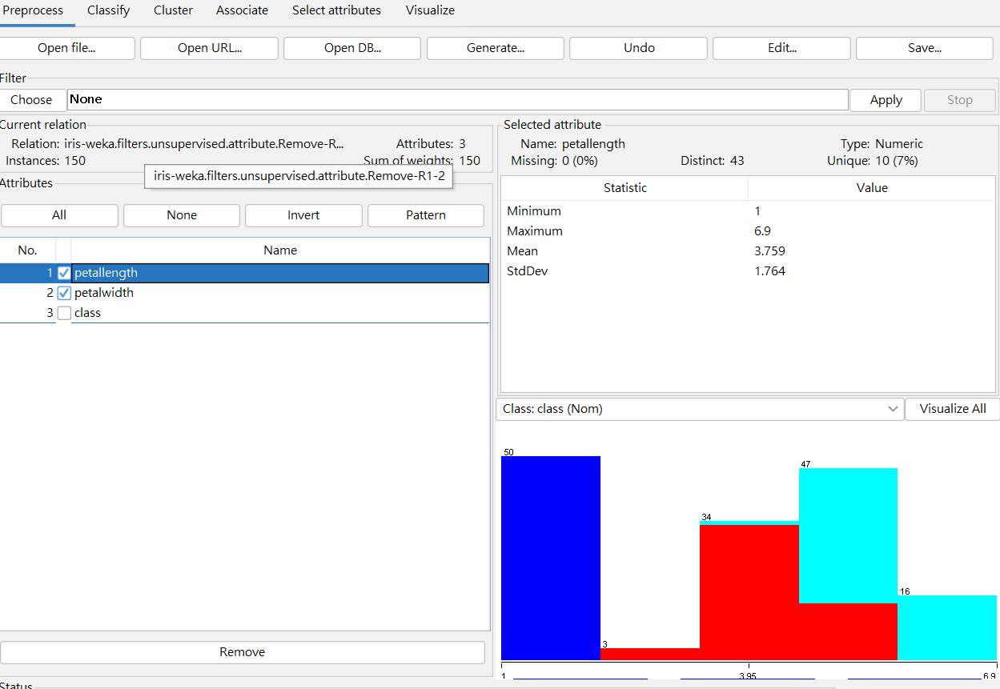 Preprocess Classify Cluster Associate Select attributes Visualize
Open file... Open URL... Open DB... Generate... Undo Edit... Save...
Filter
Choose None Apply Stop
Current relation
Relation: iris-weka.filters.unsupervised.attribute.Remove-R... Attributes: 3
Instances: 150 Sum of weights: 150
iris-weka.filters.unsupervised.attribute.Remove-R1-2
Attributes
All None Invert Pattern
No. Name
1 petallength
2 petalwidth
3 class
Remove
Status
Selected attribute
Name: petallength Type: Numeric
Missing: 0 (0%) Distinct: 43 Unique: 10 (7%)
Statistic Value
Minimum 1
Maximum 6.9
Mean 3.759
StdDev 1.764
Class: class (Nom) Visualize All
50
47
34
16
3
1 3.95 6.9